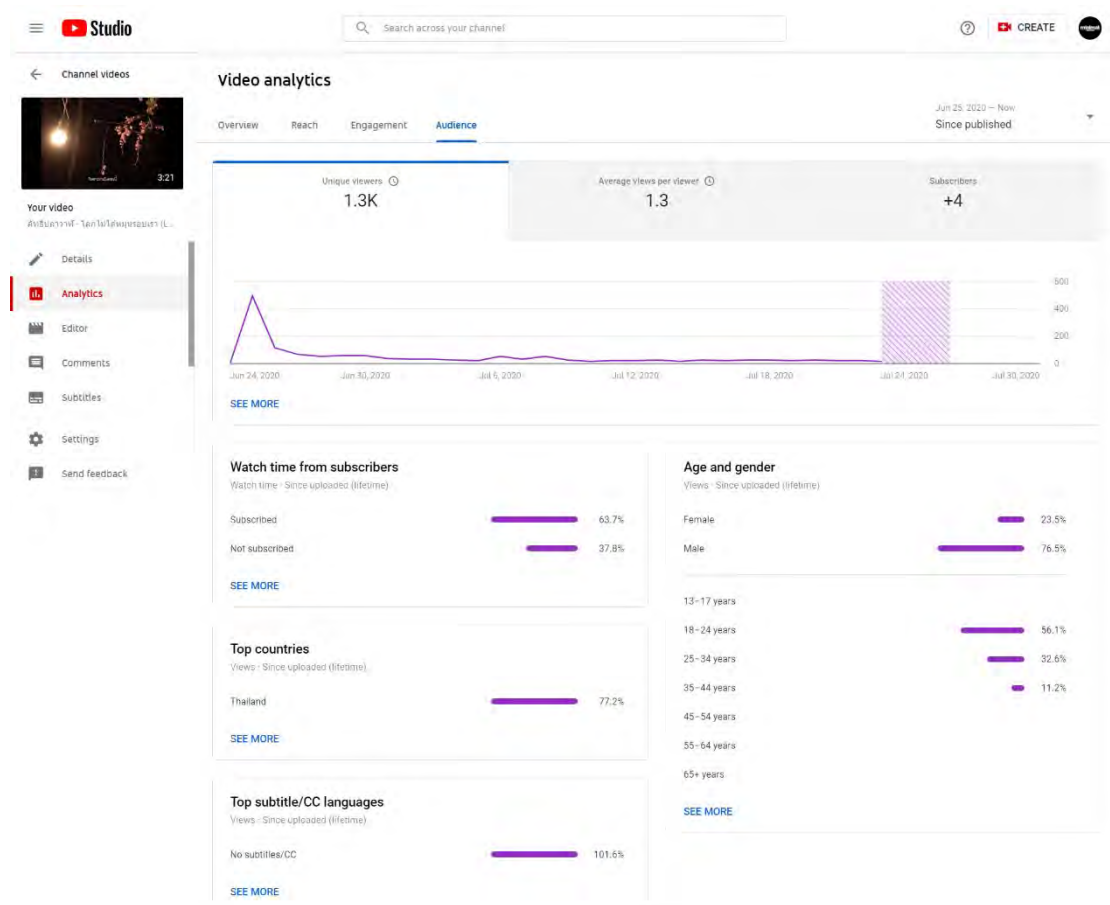 Studio
Search across your channel
CREATE
Channel videos
3:21
Your video
Details
Analytics
Editor
Comments
Subtitles
Settings
Send feedback
Video analytics
Overview Reach Engagement Audience
Jun 25, 2020 – Now
Since published
Unique viewers
1.3K
Average views per viewer
1.3
Subscribers
+4
600
400
200
0
Jun 24, 2020 Jun 30, 2020 Jul 6, 2020 Jul 12, 2020 Jul 18, 2020 Jul 24, 2020 Jul 30, 2020
SEE MORE
Watch time from subscribers
Watch time · Since uploaded (lifetime)
Subscribed 63.7%
Not subscribed 37.8%
SEE MORE
Top countries
Views · Since uploaded (lifetime)
Thailand 77.2%
SEE MORE
Top subtitle/CC languages
Views · Since uploaded (lifetime)
No subtitles/CC 101.6%
SEE MORE
Age and gender
Views · Since uploaded (lifetime)
Female 23.5%
Male 76.5%
13–17 years
18–24 years 56.1%
25–34 years 32.6%
35–44 years 11.2%
45–54 years
55–64 years
65+ years
SEE MORE